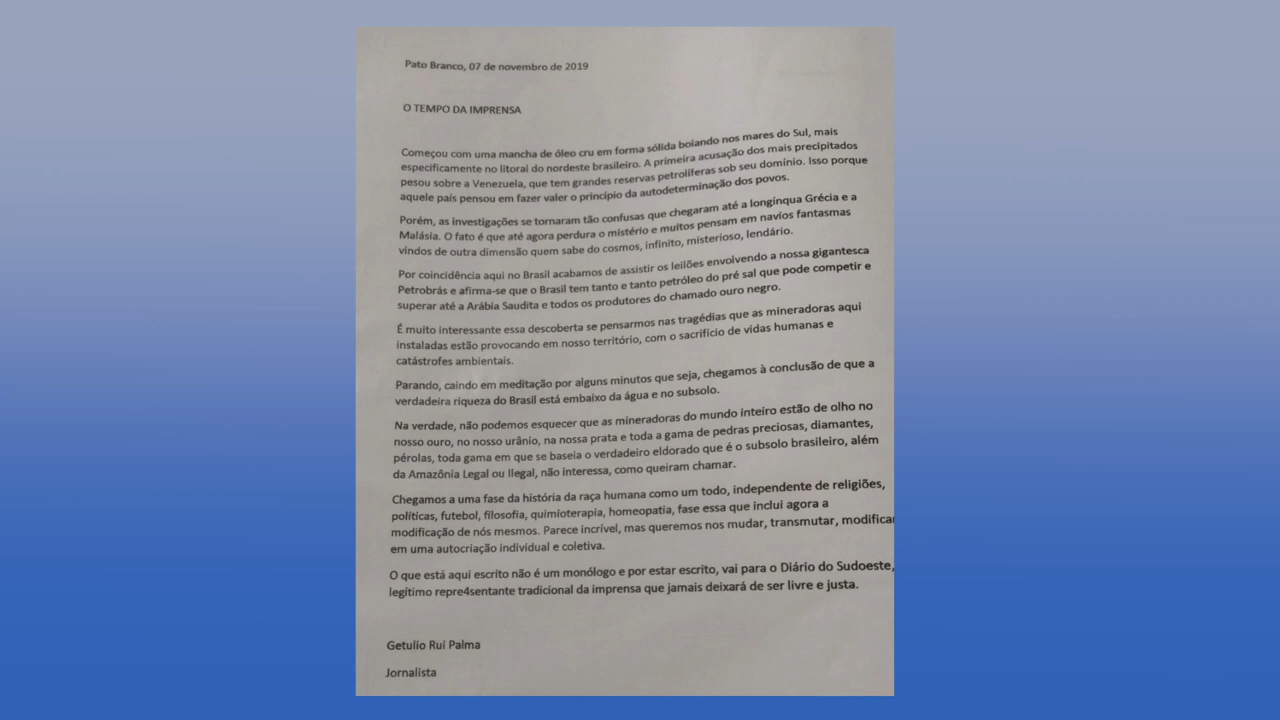 Pato Branco, 07 de novembro de 2019
O TEMPO DA IMPRENSA
Começou com uma mancha de óleo cru em forma sólida boiando nos mares do Sul, mais
especificamente no litoral do nordeste brasileiro. A primeira acusação dos mais precipitados
pesou sobre a Venezuela, que tem grandes reservas petrolíferas sob seu domínio. Isso porque
aquele país pensou em fazer valer o princípio da autodeterminação dos povos.
Porém, as investigações se tornaram tão confusas que chegaram até a longínqua Grécia e a
Malásia. O fato é que até agora perdura o mistério e muitos pensam em navios fantasmas
vindos de outra dimensão quem sabe do cosmos, infinito, misterioso, lendário.
Por coincidência aqui no Brasil acabamos de assistir os leilões envolvendo a nossa gigantesca
Petrobrás e afirma-se que o Brasil tem tanto e tanto petróleo do pré sal que pode competir e
superar até a Arábia Saudita e todos os produtores do chamado ouro negro.
É muito interessante essa descoberta se pensarmos nas tragédias que as mineradoras aqui
instaladas estão provocando em nosso território, com o sacrifício de vidas humanas e
catástrofes ambientais.
Parando, caindo em meditação por alguns minutos que seja, chegamos à conclusão de que a
verdadeira riqueza do Brasil está embaixo da água e no subsolo.
Na verdade, não podemos esquecer que as mineradoras do mundo inteiro estão de olho no
nosso ouro, no nosso urânio, na nossa prata e toda a gama de pedras preciosas, diamantes,
pérolas, toda gama em que se baseia o verdadeiro eldorado que é o subsolo brasileiro, além
da Amazônia Legal ou Ilegal, não interessa, como queiram chamar.
Chegamos a uma fase da história da raça humana como um todo, independente de religiões,
políticas, futebol, filosofia, quimioterapia, homeopatia, fase essa que inclui agora a
modificação de nós mesmos. Parece incrível, mas queremos nos mudar, transmutar, modificar
em uma autocriação individual e coletiva.
O que está aqui escrito não é um monólogo e por estar escrito, vai para o Diário do Sudoeste,
legítimo repre4sentante tradicional da imprensa que jamais deixará de ser livre e justa.
Getulio Rui Palma
Jornalista